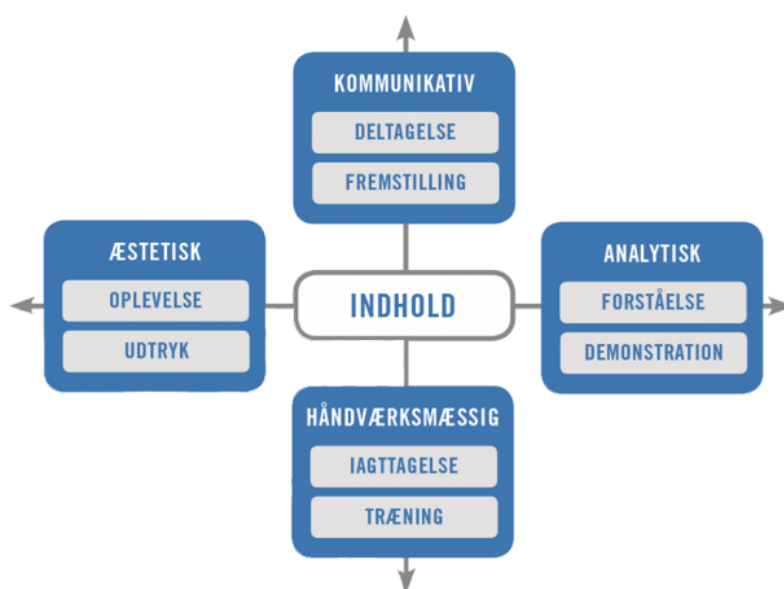 KOMMUNIKATIV
DELTAGELSE
FREMSTILLING
ÆSTETISK
OPLEVELSE
UDTRYK
INDHOLD
ANALYTISK
FORSTÅELSE
DEMONSTRATION
HÅNDVÆRKSMÆSSIG
IAGTTAGELSE
TRÆNING